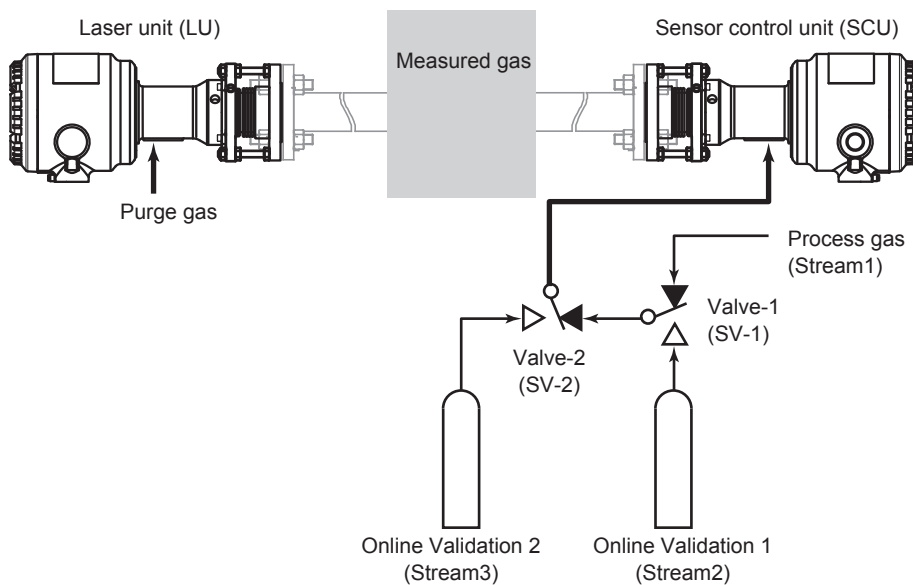 Laser unit (LU)
Sensor control unit (SCU)
Measured gas
Purge gas
Process gas
(Stream1)
Valve-1
(SV-1)
Valve-2
(SV-2)
Online Validation 2
(Stream3)
Online Validation 1
(Stream2)